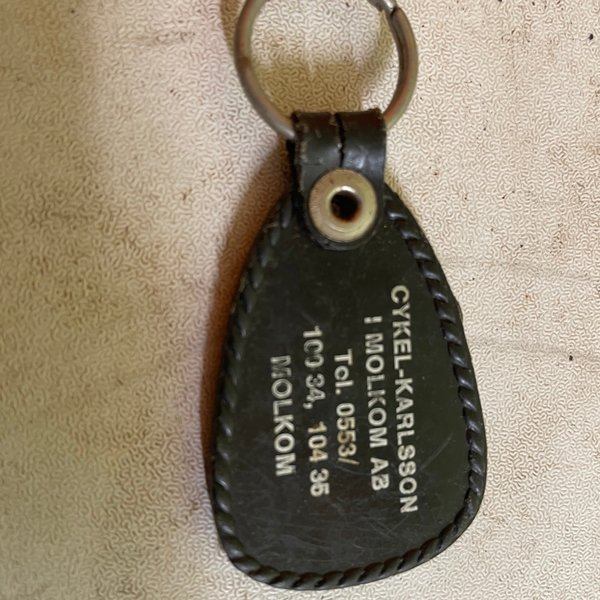 CYKEL-KARLSSON
I MOLKOM AB
Tel. 0553/
100 34, 104 35
MOLKOM